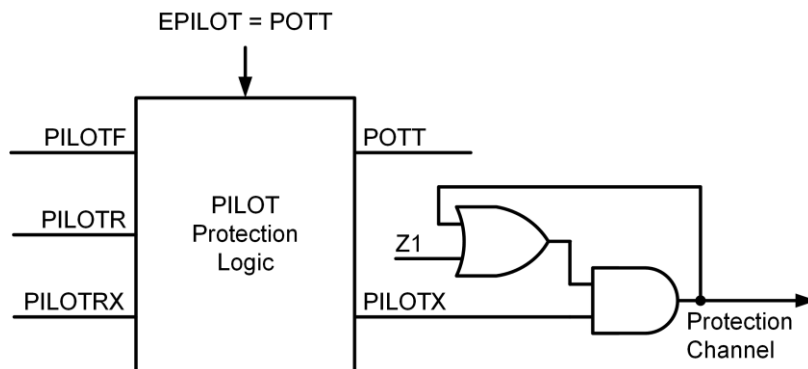 EPILOT = POTT
PILOTF
POTT
PILOTR
PILOT
Protection
Logic
Z1
PILOTRX
PILOTX
Protection
Channel